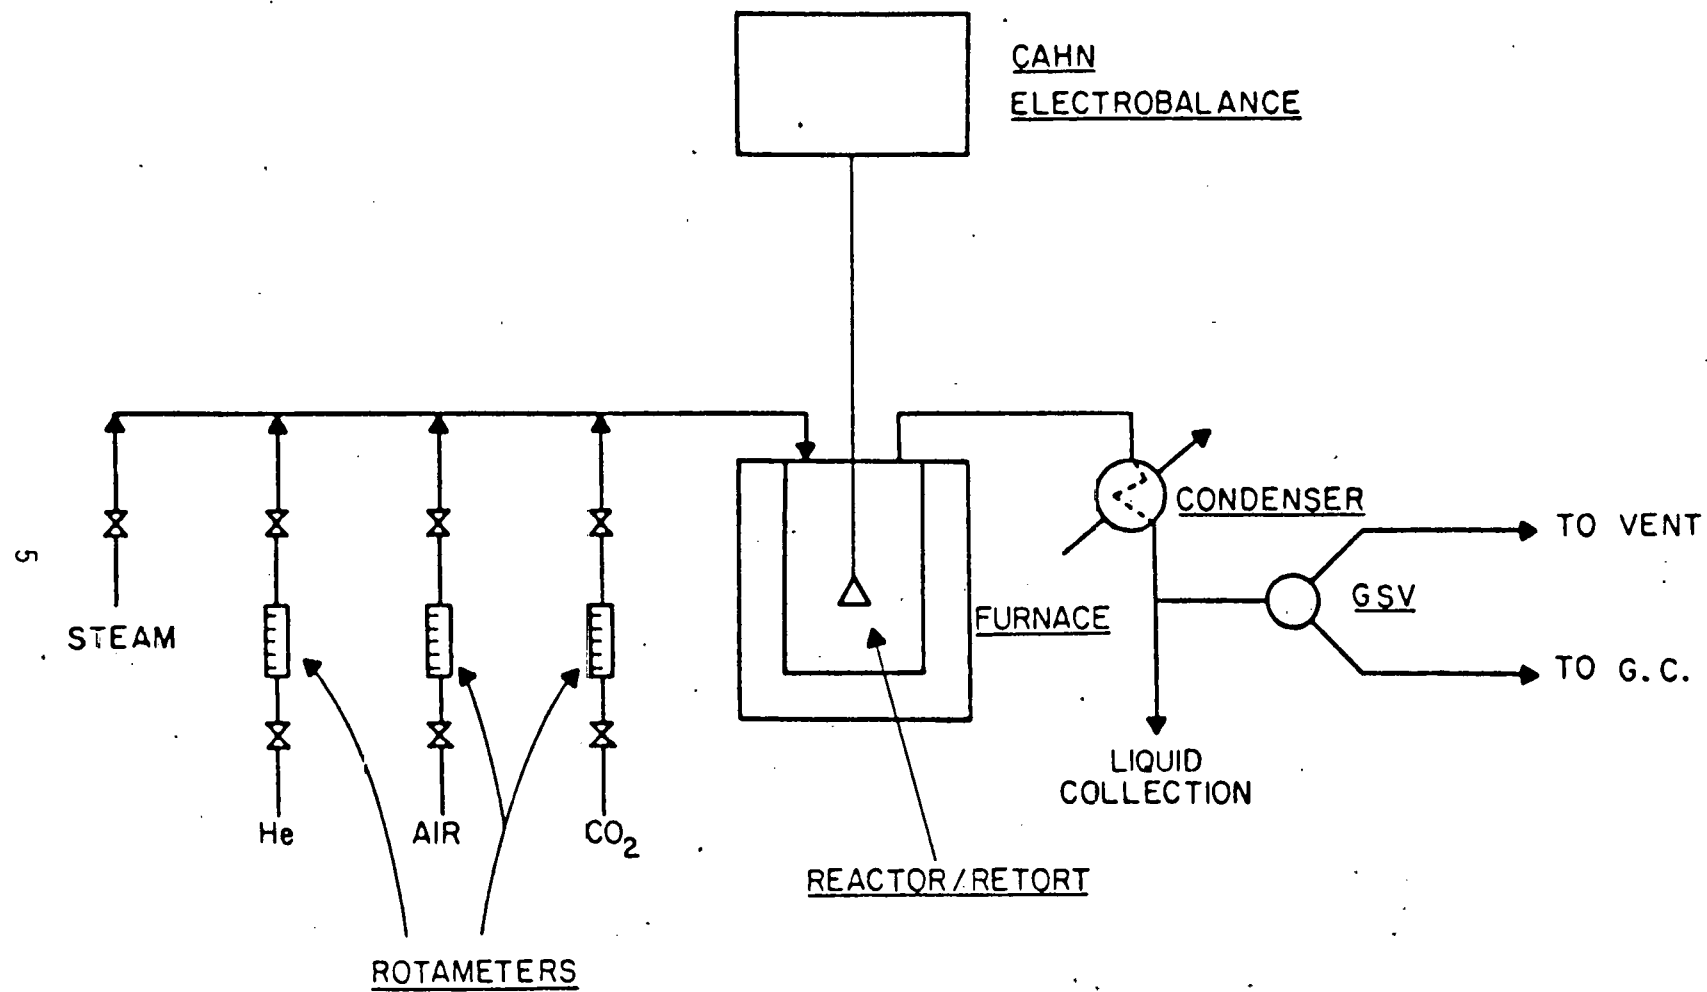 CAHN
ELECTROBALANCE
CONDENSER
TO VENT
GSV
FURNACE
STEAM
TO G.C.
LIQUID
COLLECTION
He
AIR
CO₂
REACTOR/RETORT
ROTAMETERS
5